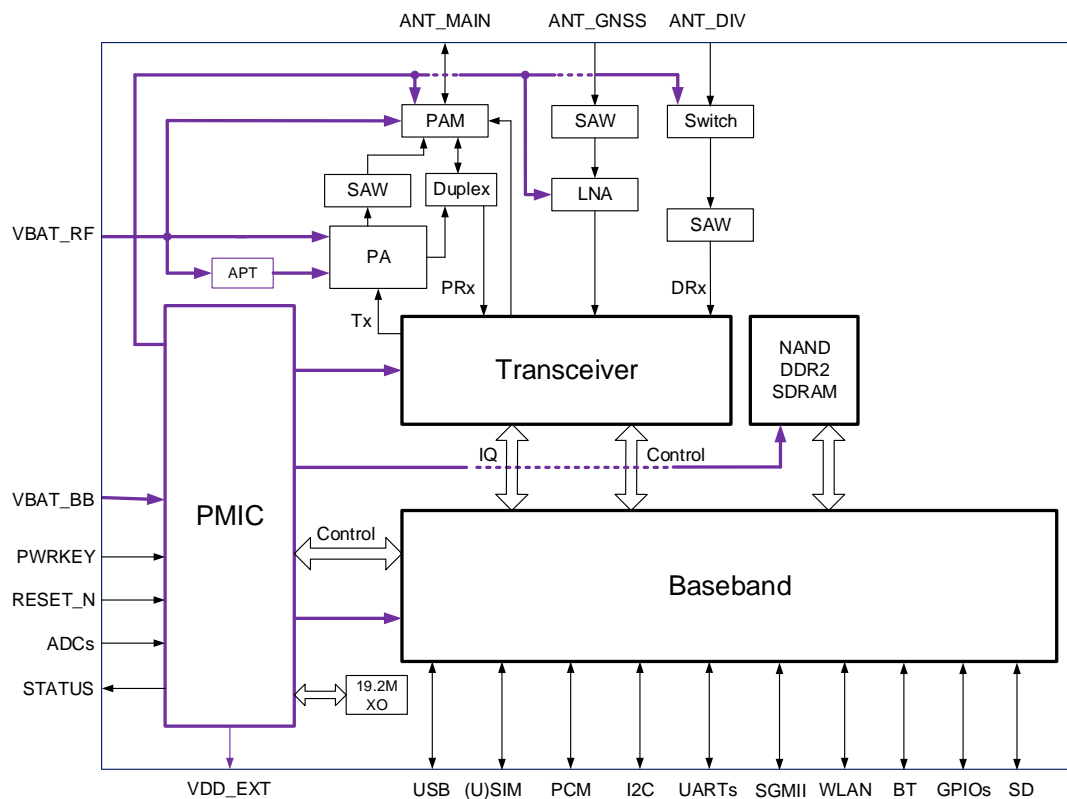 ANT_MAIN
ANT_GNSS
ANT_DIV
PAM
SAW
Switch
SAW
Duplex
LNA
SAW
VBAT_RF
PA
APT
PRx
DRx
Tx
Transceiver
NAND
DDR2
SDRAM
IQ
Control
VBAT_BB
PMIC
Control
PWRKEY
Baseband
RESET_N
ADCs
STATUS
19.2M
XO
VDD_EXT
USB
(U)SIM
PCM
I2C
UARTs
SGMII
WLAN
BT
GPIOs
SD